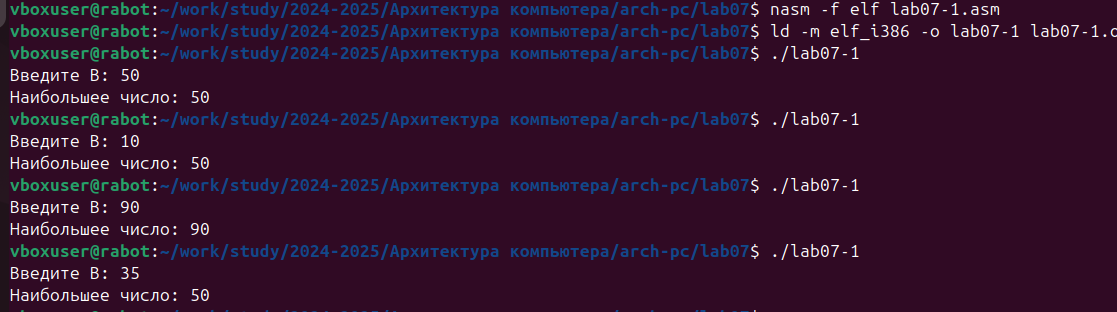 vboxuser@rabot:~/work/study/2024-2025/Архитектура компьютера/arch-pc/lab07$ nasm -f elf lab07-1.asm
vboxuser@rabot:~/work/study/2024-2025/Архитектура компьютера/arch-pc/lab07$ ld -m elf_i386 -o lab07-1 lab07-1.o
vboxuser@rabot:~/work/study/2024-2025/Архитектура компьютера/arch-pc/lab07$ ./lab07-1
Введите B: 50
Наибольшее число: 50
vboxuser@rabot:~/work/study/2024-2025/Архитектура компьютера/arch-pc/lab07$ ./lab07-1
Введите B: 10
Наибольшее число: 50
vboxuser@rabot:~/work/study/2024-2025/Архитектура компьютера/arch-pc/lab07$ ./lab07-1
Введите B: 90
Наибольшее число: 90
vboxuser@rabot:~/work/study/2024-2025/Архитектура компьютера/arch-pc/lab07$ ./lab07-1
Введите B: 35
Наибольшее число: 50